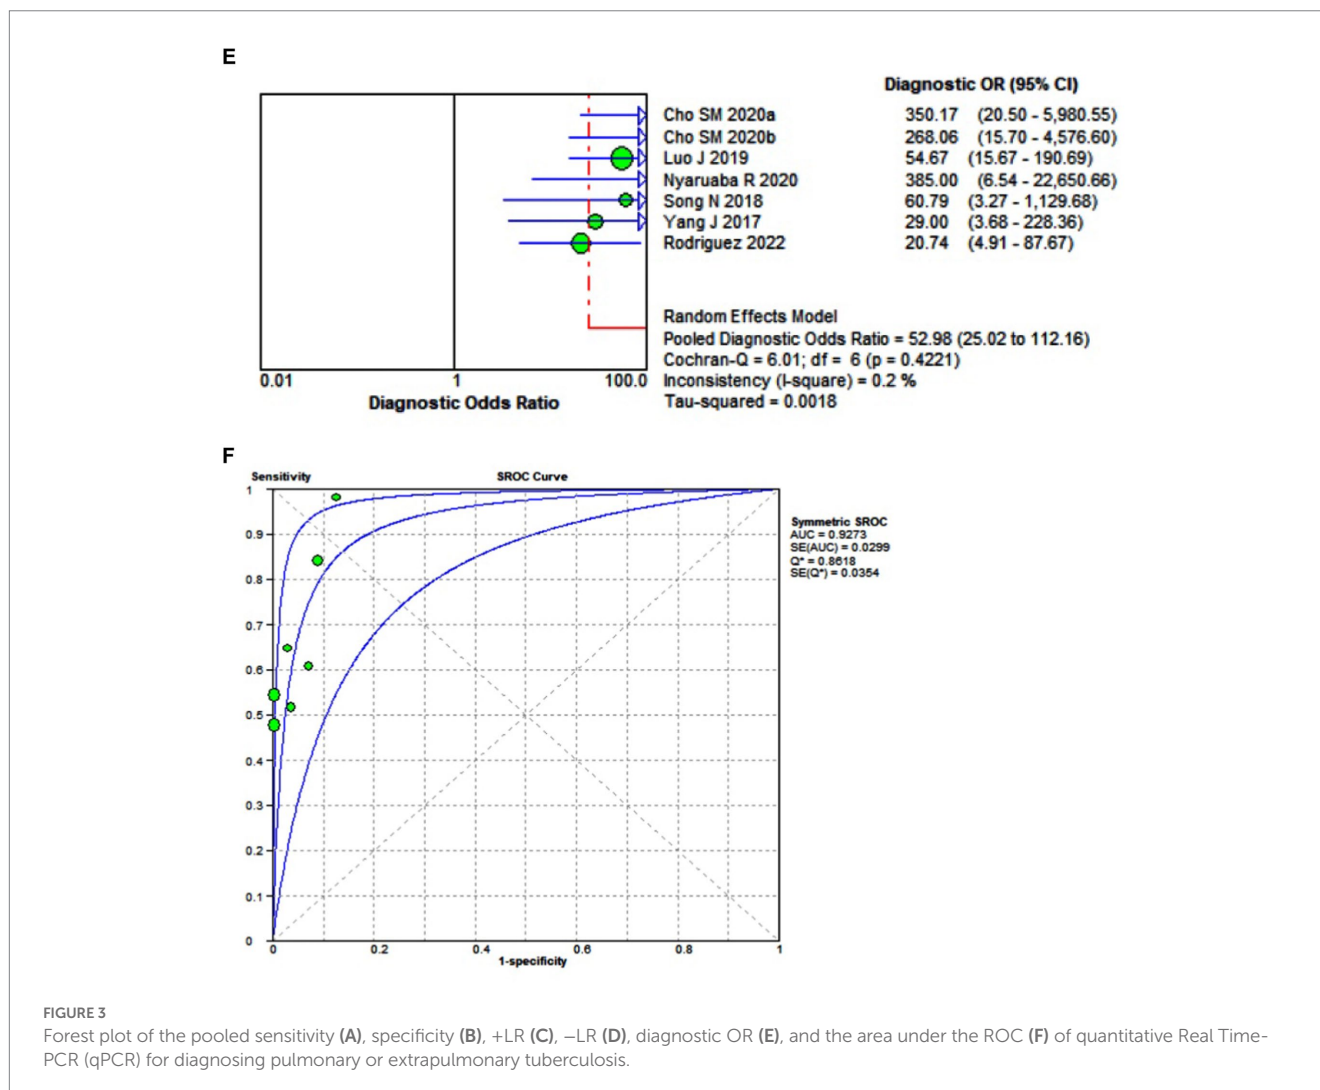 E
Diagnostic OR (95% CI)
Cho SM 2020a 350.17 (20.50 - 5,980.55)
Cho SM 2020b 268.06 (15.70 - 4,576.60)
Luo J 2019 54.67 (15.67 - 190.69)
Nyaruaba R 2020 385.00 (6.54 - 22,650.66)
Song N 2018 60.79 (3.27 - 1,129.68)
Yang J 2017 29.00 (3.68 - 228.36)
Rodriguez 2022 20.74 (4.91 - 87.67)
Random Effects Model
Pooled Diagnostic Odds Ratio = 52.98 (25.02 to 112.16)
Cochran-Q = 6.01; df = 6 (p = 0.4221)
0.01 1 100.0 Inconsistency (I-square) = 0.2 %
Diagnostic Odds Ratio Tau-squared = 0.0018
F
Sensitivity SROC Curve
1
0.9
0.8
0.7
0.6
0.5
0.4
0.3
0.2
0.1
0
0 0.2 0.4 0.6 0.8 1
1-specificity
Symmetric SROC
AUC = 0.9273
SE(AUC) = 0.0299
Q* = 0.8618
SE(Q*) = 0.0354
FIGURE 3
Forest plot of the pooled sensitivity (A), specificity (B), +LR (C), −LR (D), diagnostic OR (E), and the area under the ROC (F) of quantitative Real Time-
PCR (qPCR) for diagnosing pulmonary or extrapulmonary tuberculosis.